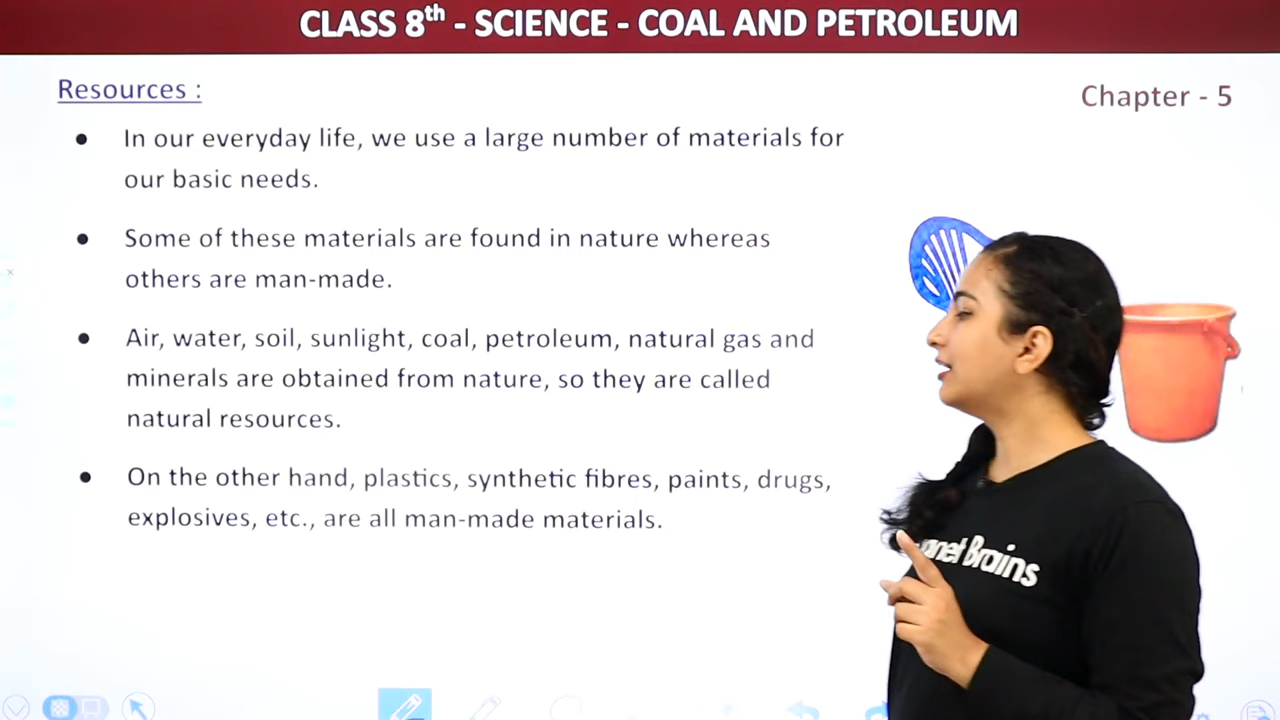 CLASS 8th - SCIENCE - COAL AND PETROLEUM
Resources :
Chapter - 5
● In our everyday life, we use a large number of materials for
our basic needs.
● Some of these materials are found in nature whereas
others are man-made.
● Air, water, soil, sunlight, coal, petroleum, natural gas and
minerals are obtained from nature, so they are called
natural resources.
● On the other hand, plastics, synthetic fibres, paints, drugs,
explosives, etc., are all man-made materials.
Brains